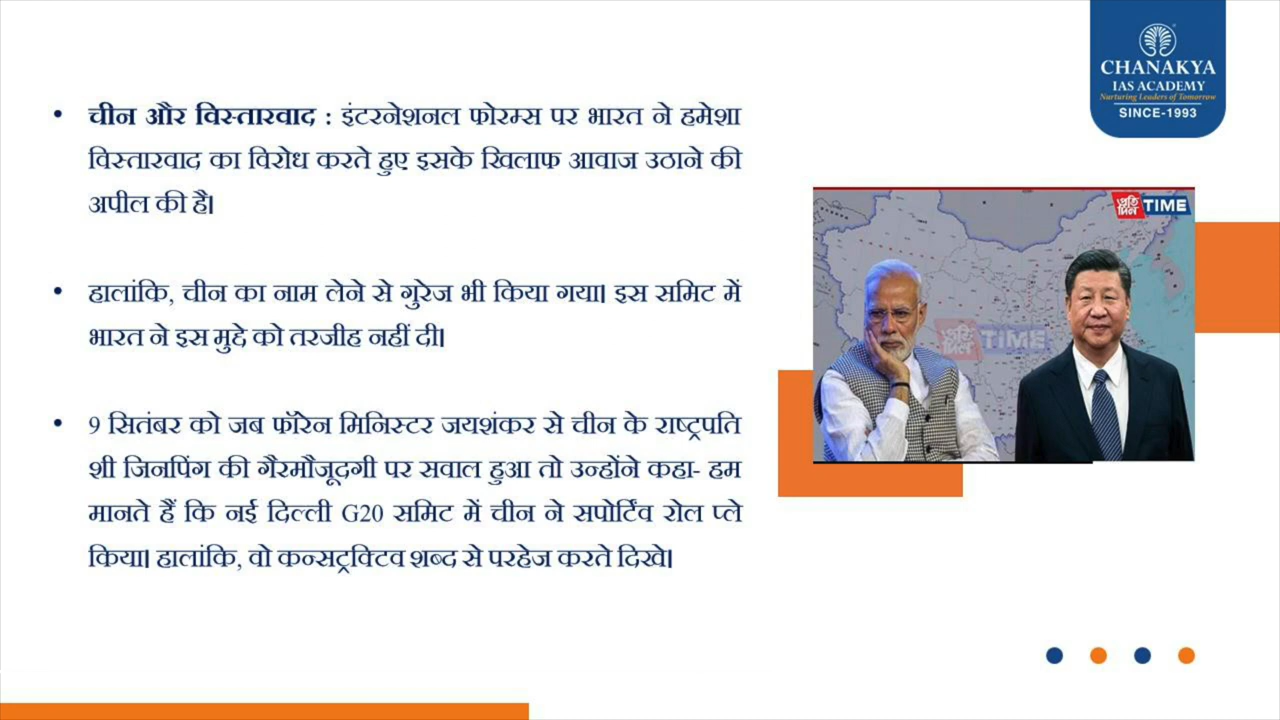 CHANAKYA
IAS ACADEMY
Nurturing Leaders of Tomorrow
SINCE-1993
• चीन और विस्तारवाद : इंटरनेशनल फोरम्स पर भारत ने हमेशा
विस्तारवाद का विरोध करते हुए इसके खिलाफ आवाज उठाने की
अपील की है।
• हालांकि, चीन का नाम लेने से गुरेज भी किया गया। इस समिट में
भारत ने इस मुद्दे को तरजीह नहीं दी।
• 9 सितंबर को जब फॉरेन मिनिस्टर जयशंकर से चीन के राष्ट्रपति
शी जिनपिंग की गैरमौजूदगी पर सवाल हुआ तो उन्होंने कहा- हम
मानते हैं कि नई दिल्ली G20 समिट में चीन ने सपोर्टिव रोल प्ले
किया। हालांकि, वो कन्सट्रक्टिव शब्द से परहेज करते दिखे।
प्रति
दिन TIME
प्रति
दिन TIME